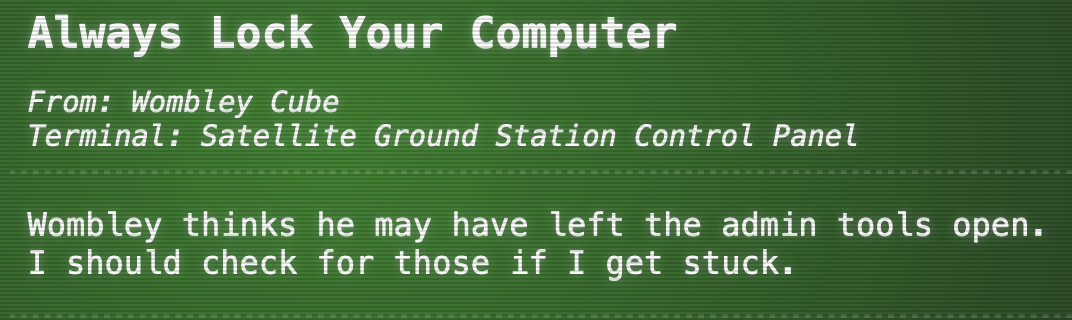 Always Lock Your Computer
From: Wombley Cube
Terminal: Satellite Ground Station Control Panel
Wombley thinks he may have left the admin tools open.
I should check for those if I get stuck.